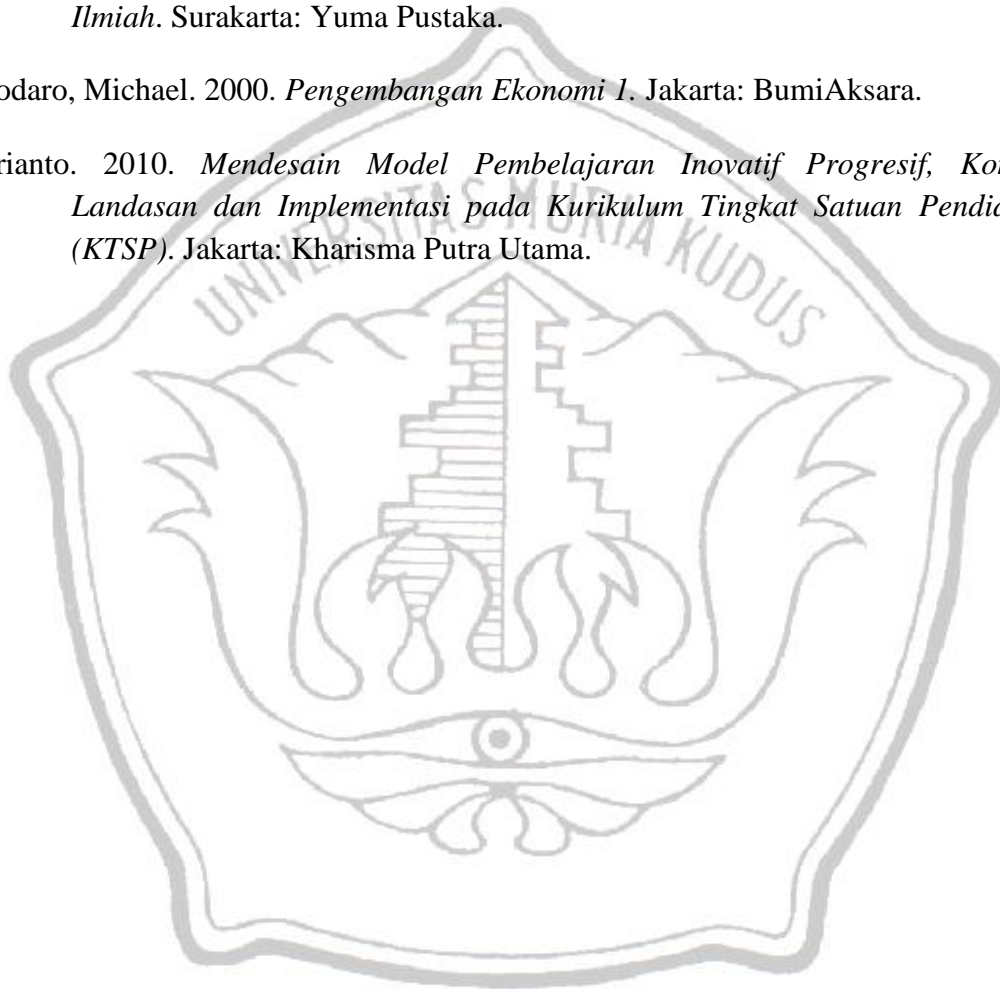 Ilmiah. Surakarta: Yuma Pustaka.
odaro, Michael. 2000. Pengembangan Ekonomi 1. Jakarta: BumiAksara.
rianto. 2010. Mendesain Model Pembelajaran Inovatif Progresif, Kon
Landasan dan Implementasi pada Kurikulum Tingkat Satuan Pendid
(KTSP). Jakarta: Kharisma Putra Utama.
UNIVERSITAS MURIA KUDUS